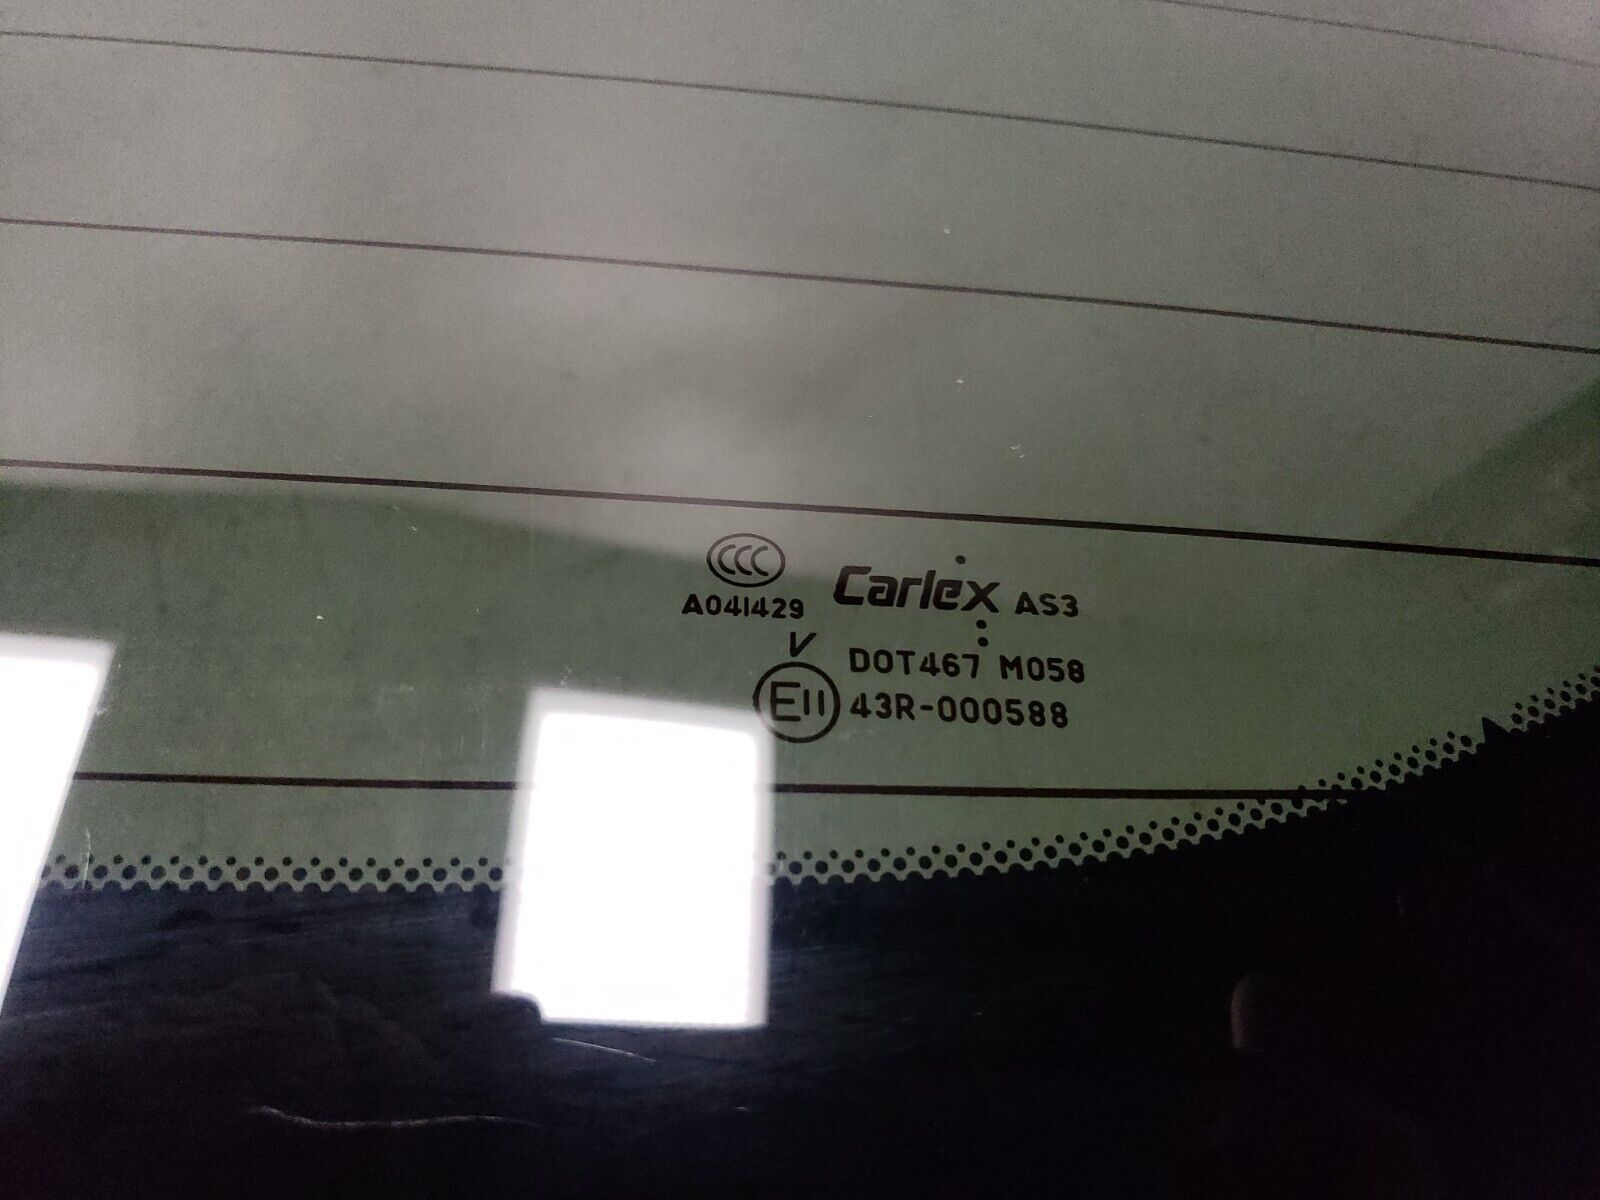 CCC
A041429
Carlex AS3
V
DOT467 M058
E11 43R-000588